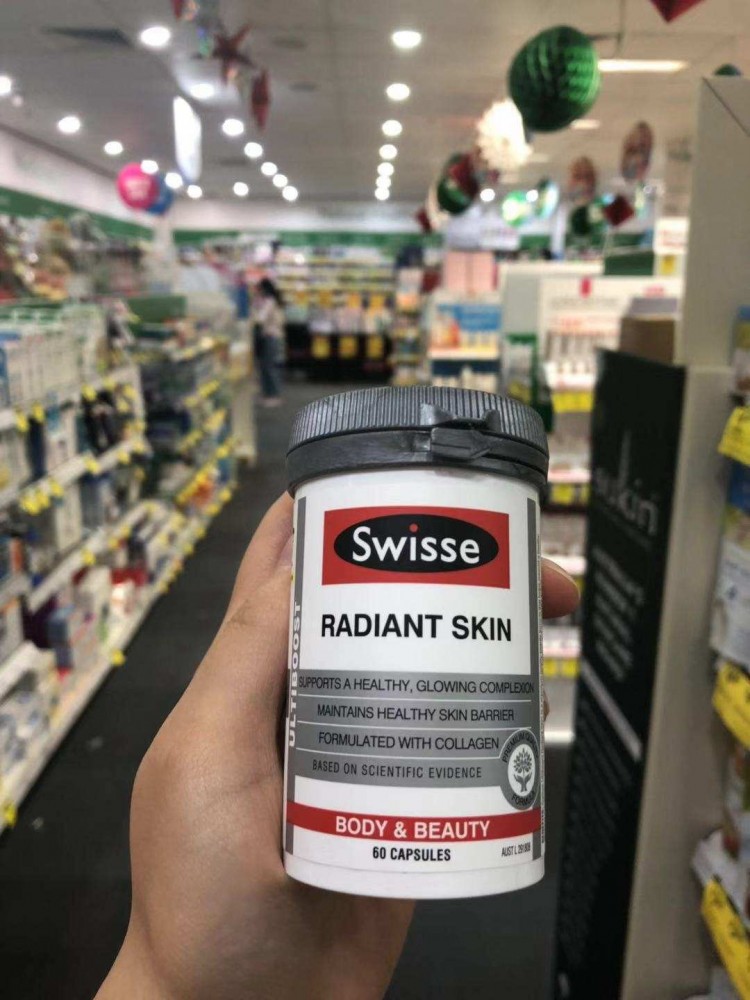 Swisse
RADIANT SKIN
ULTIBOOST
SUPPORTS A HEALTHY, GLOWING COMPLEXION
MAINTAINS HEALTHY SKIN BARRIER
FORMULATED WITH COLLAGEN
BASED ON SCIENTIFIC EVIDENCE
BODY & BEAUTY
60 CAPSULES
AUST L